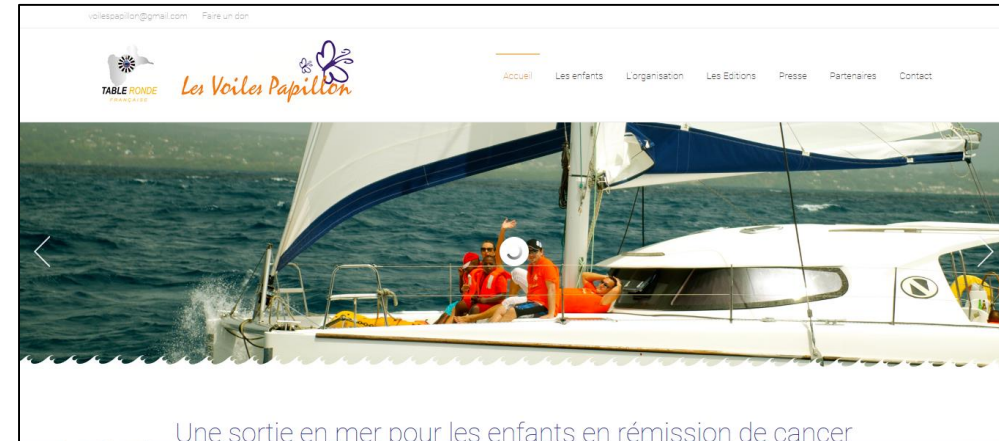 voilespapillon@gmail.com Faire un don
TABLE RONDE
FRANÇAISE
Les Voiles Papillon
Accueil Les enfants L'organisation Les Editions Presse Partenaires Contact
Une sortie en mer pour les enfants en rémission de cancer